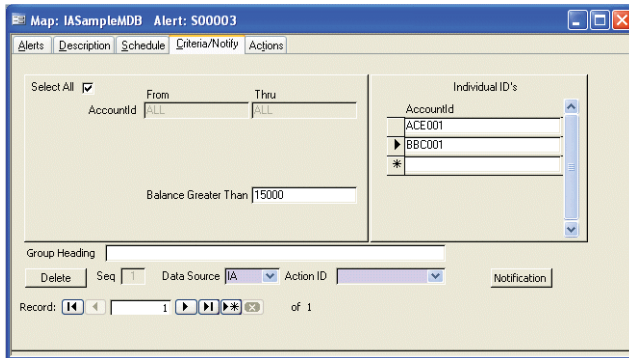 Map: IASampleMDB   Alert: S00003
Alerts Description Schedule Criteria/Notify Actions
Select All
From Thru
AccountId ALL ALL
Balance Greater Than 15000
Individual ID's
AccountId
ACE001
BBC001
Group Heading
Delete Seq 1 Data Source IA Action ID Notification
Record: 1 of 1